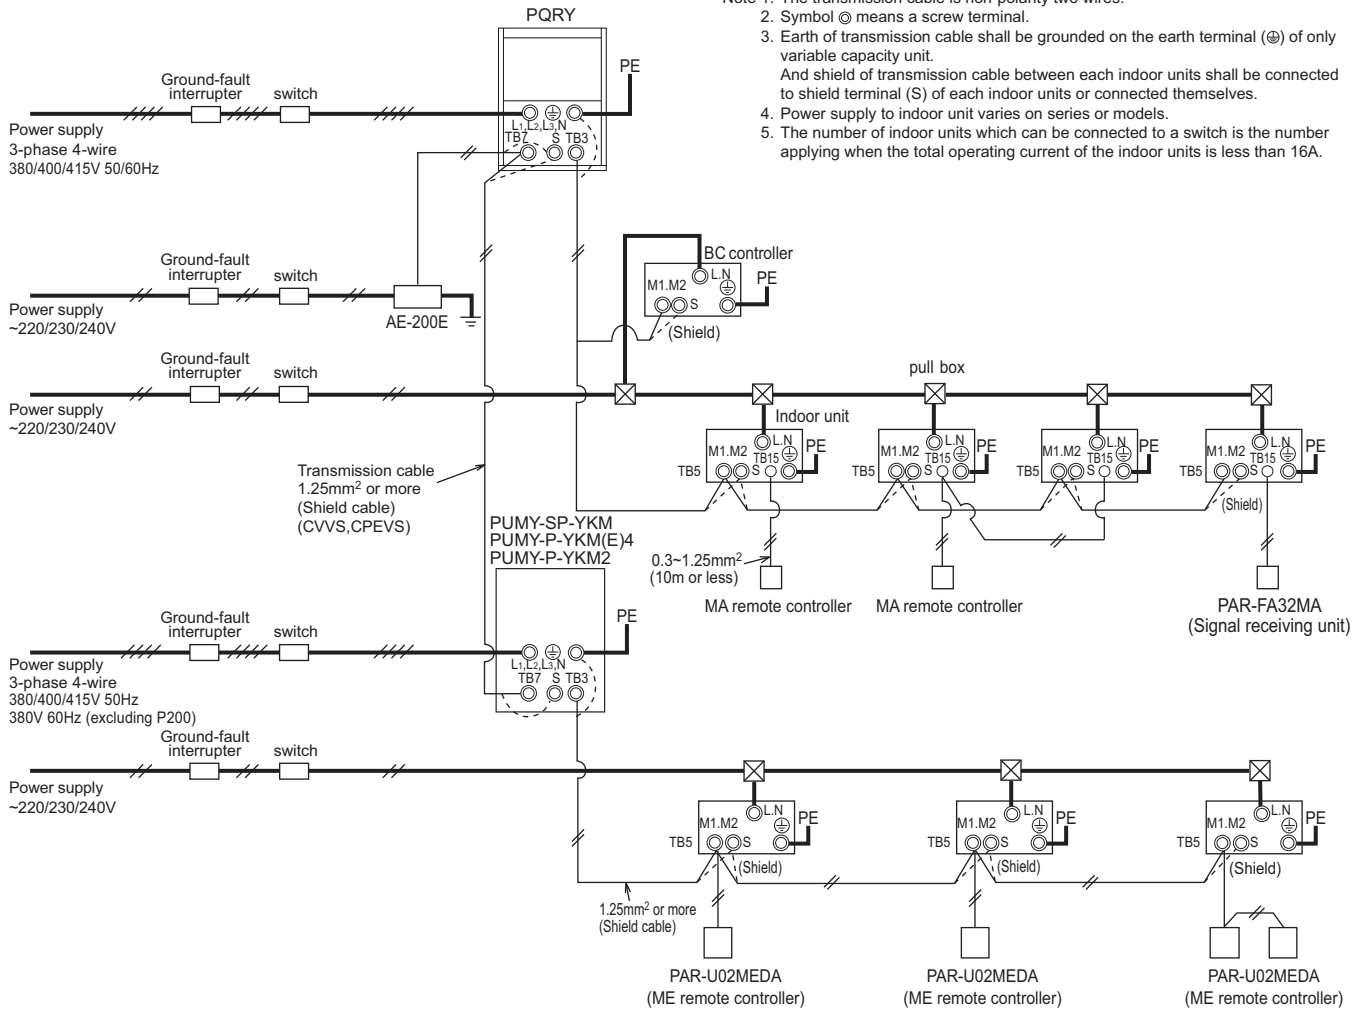 Note 1. The transmission cable is non-polarity two wires.
2. Symbol ◎ means a screw terminal.
3. Earth of transmission cable shall be grounded on the earth terminal (⏚) of only
variable capacity unit.
And shield of transmission cable between each indoor units shall be connected
to shield terminal (S) of each indoor units or connected themselves.
4. Power supply to indoor unit varies on series or models.
5. The number of indoor units which can be connected to a switch is the number
applying when the total operating current of the indoor units is less than 16A.
PQRY
PE
Ground-fault
interrupter
switch
Power supply
3-phase 4-wire
380/400/415V 50/60Hz
L1,L2,L3,N
TB7 S TB3
Ground-fault
interrupter
switch
Power supply
~220/230/240V
AE-200E
BC controller
L.N
M1.M2
S
PE
(Shield)
Ground-fault
interrupter
switch
Power supply
~220/230/240V
pull box
Indoor unit
L.N
M1.M2
TB15
TB5
S
PE
L.N
M1.M2
TB15
TB5
S
PE
L.N
M1.M2
TB15
TB5
S
PE
L.N
M1.M2
TB15
TB5
S
PE
(Shield)
Transmission cable
1.25mm2 or more
(Shield cable)
(CVVS,CPEVS)
0.3~1.25mm2
(10m or less)
MA remote controller
MA remote controller
PAR-FA32MA
(Signal receiving unit)
PUMY-SP-YKM
PUMY-P-YKM(E)4
PUMY-P-YKM2
PE
Ground-fault
interrupter
switch
Power supply
3-phase 4-wire
380/400/415V 50Hz
380V 60Hz (excluding P200)
L1,L2,L3,N
TB7 S TB3
Ground-fault
interrupter
switch
Power supply
~220/230/240V
L.N
M1.M2
TB5
S
PE
(Shield)
L.N
M1.M2
TB5
S
PE
(Shield)
L.N
M1.M2
TB5
S
PE
(Shield)
1.25mm2 or more
(Shield cable)
PAR-U02MEDA
(ME remote controller)
PAR-U02MEDA
(ME remote controller)
PAR-U02MEDA
(ME remote controller)